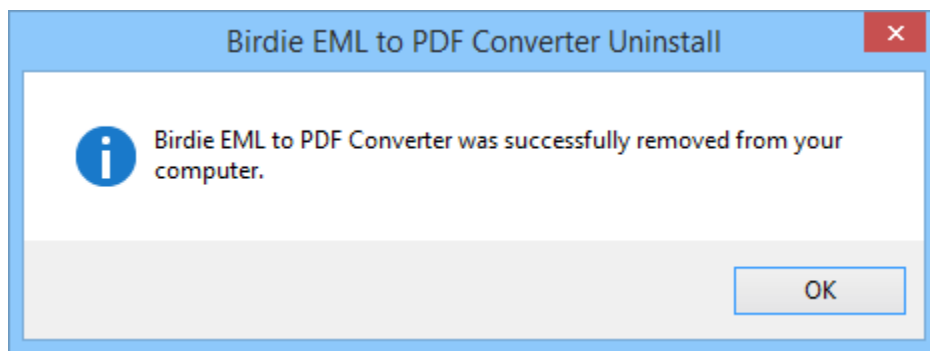 Birdie EML to PDF Converter Uninstall
Birdie EML to PDF Converter was successfully removed from your
computer.
OK